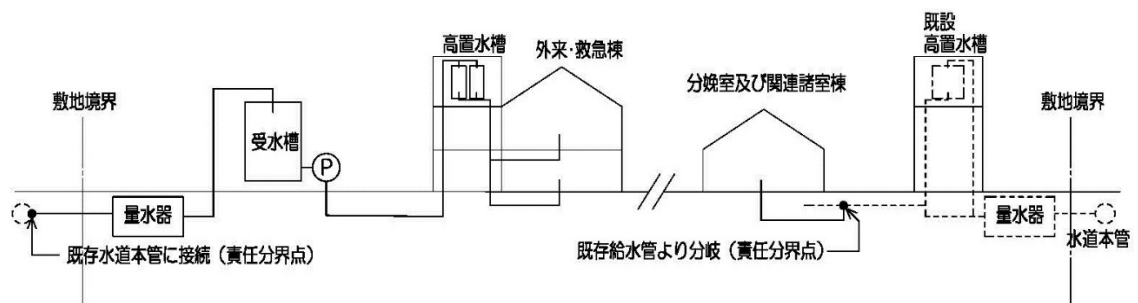 敷地境界
受水槽
P
量水器
既存水道本管に接続（責任分界点）
高置水槽
外来・救急棟
分娩室及び関連諸室棟
既存給水管より分岐（責任分界点）
既設
高置水槽
敷地境界
量水器
水道本管